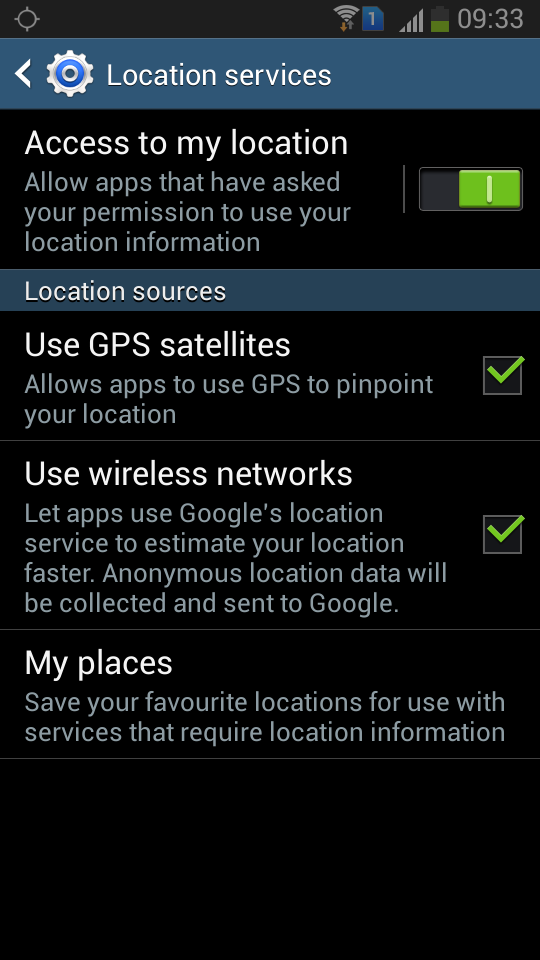 1 09:33
Location services
Access to my location
Allow apps that have asked
your permission to use your
location information
Location sources
Use GPS satellites
Allows apps to use GPS to pinpoint
your location
Use wireless networks
Let apps use Google's location
service to estimate your location
faster. Anonymous location data will
be collected and sent to Google.
My places
Save your favourite locations for use with
services that require location information